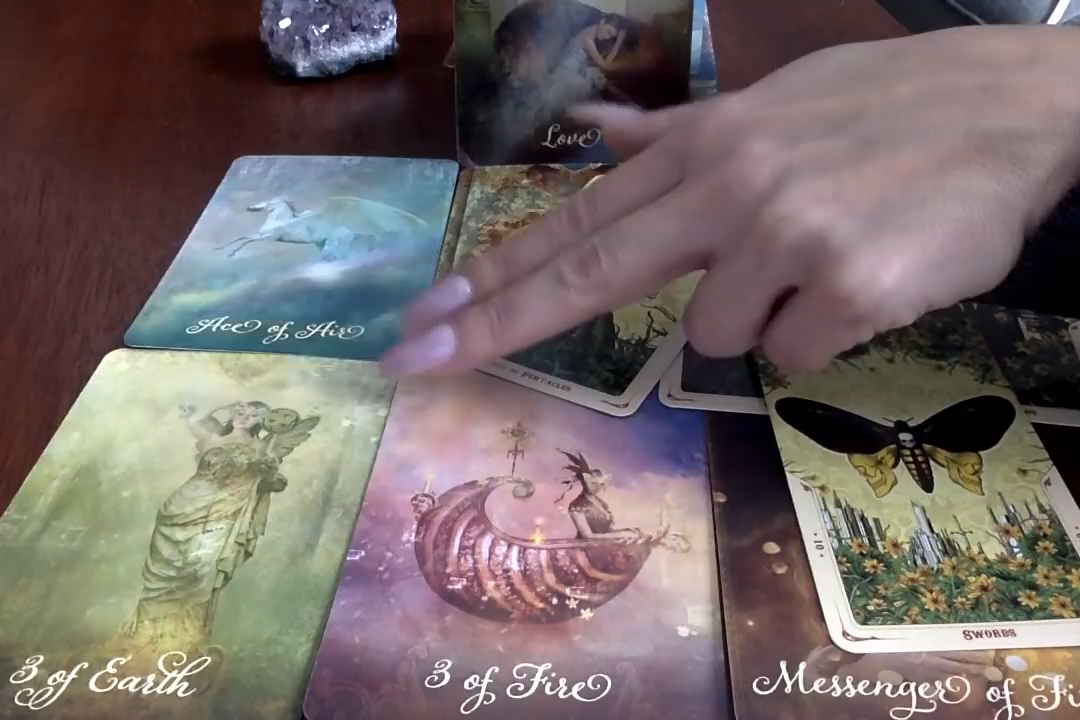 Love
Ace of Air
PENTACLES
3 of Earth
3 of Fire
Messenger of Fi
10
SWORDS